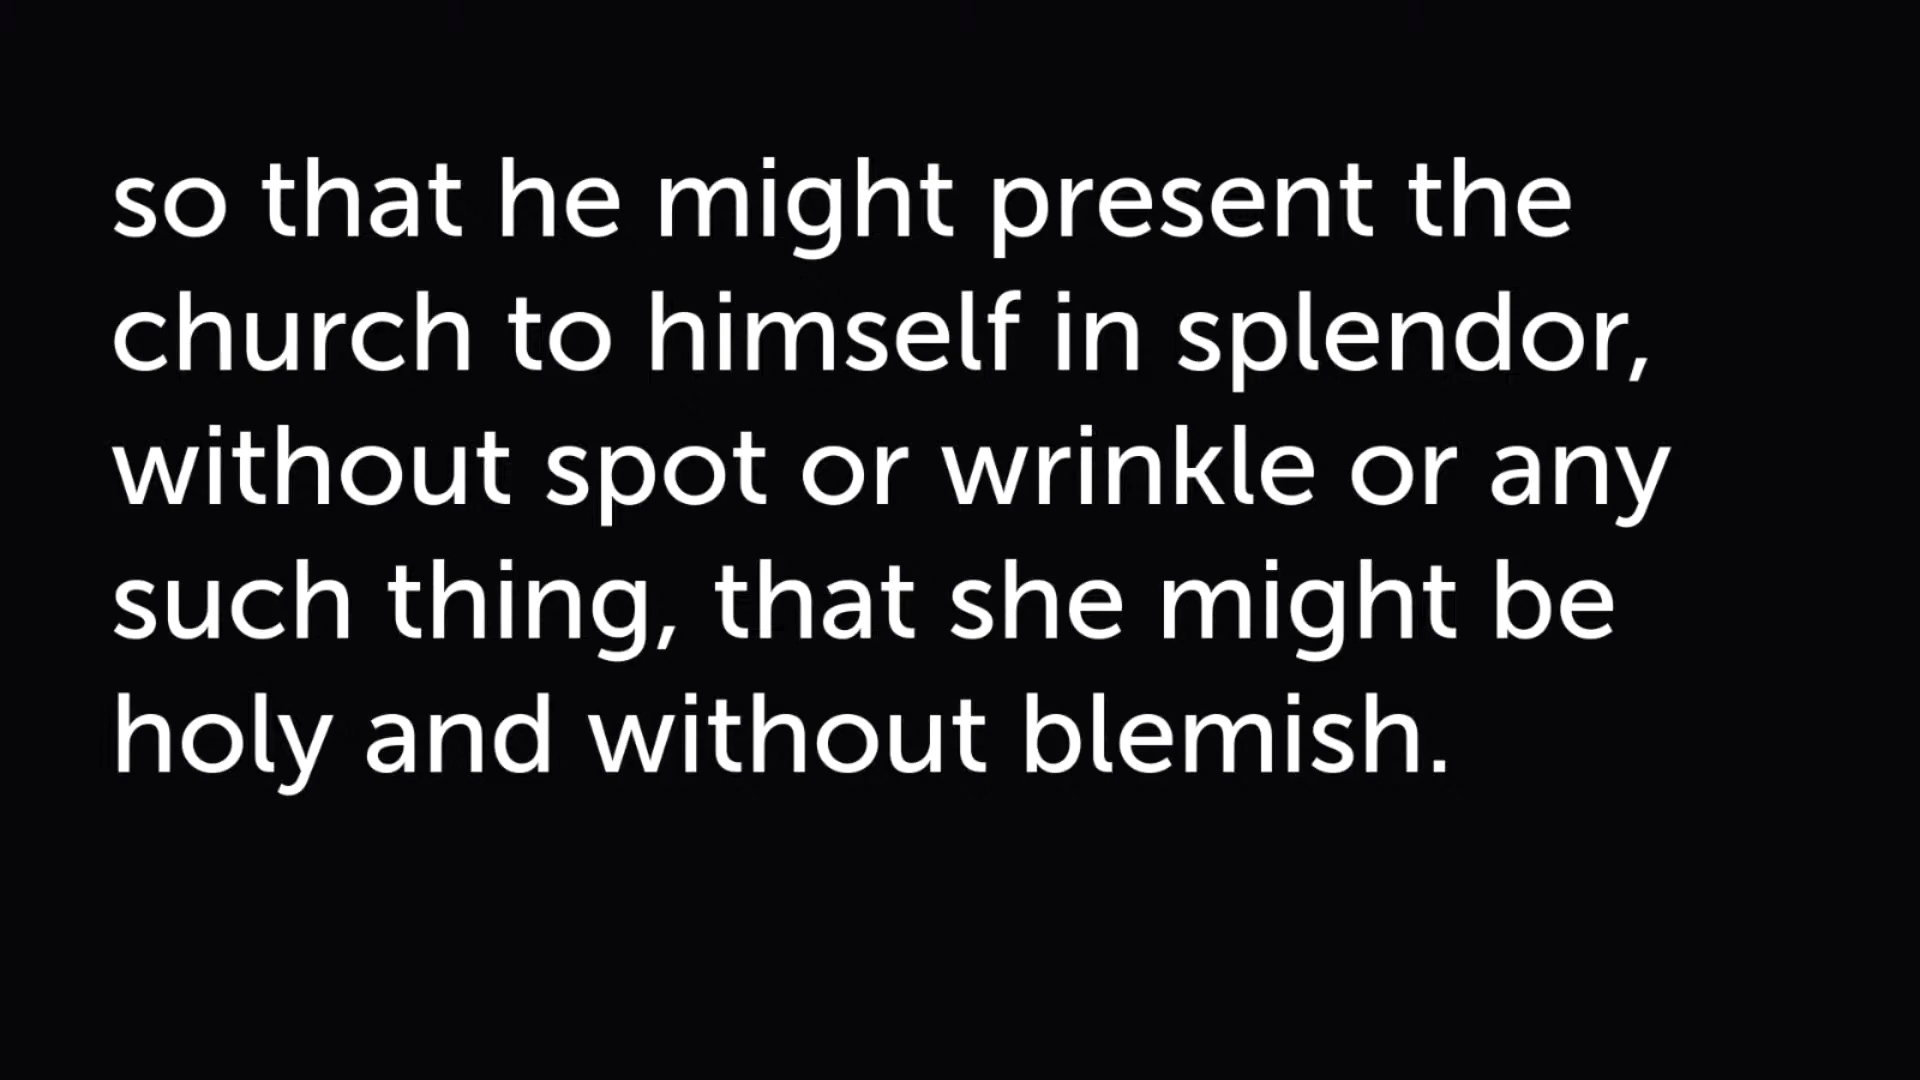 so that he might present the
church to himself in splendor,
without spot or wrinkle or any
such thing, that she might be
holy and without blemish.